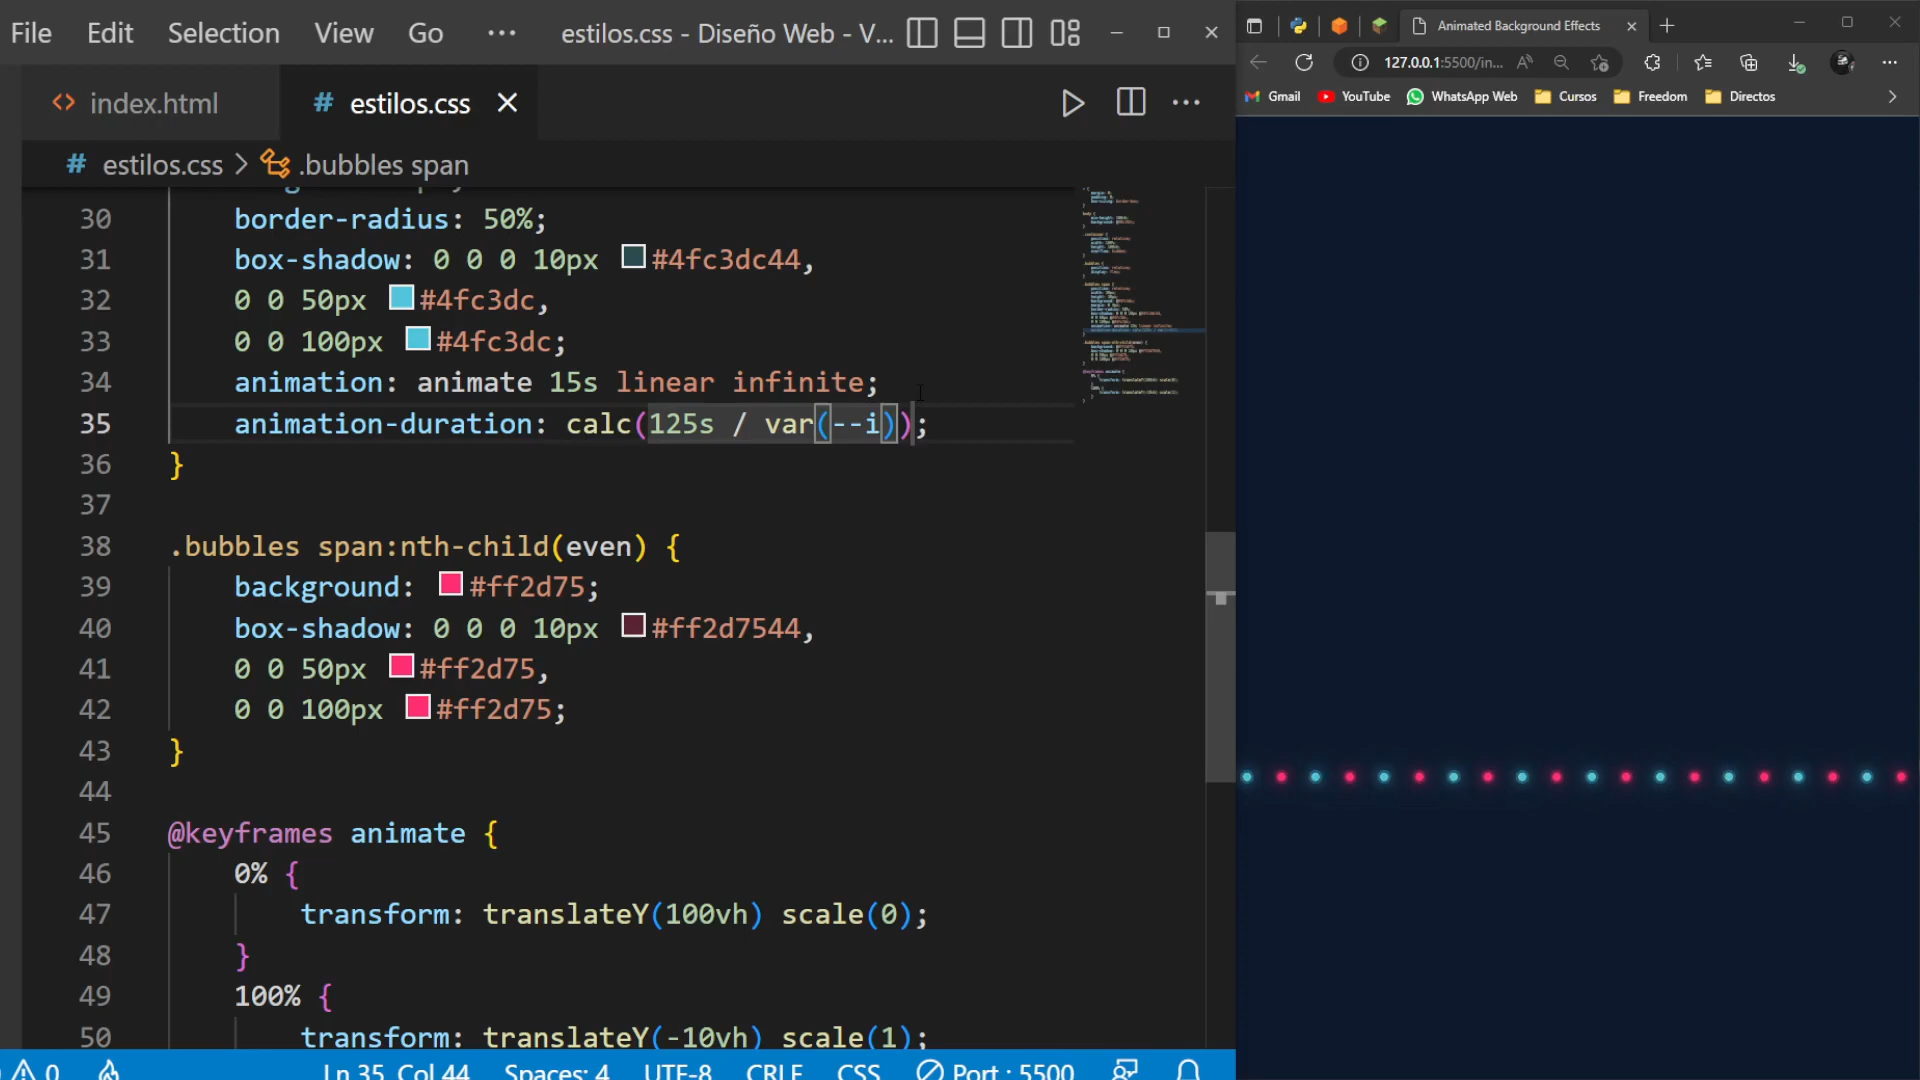 File Edit Selection View Go ··· estilos.css - Diseño Web - V...
index.html estilos.css
estilos.css > .bubbles span
30 border-radius: 50%;
31 box-shadow: 0 0 0 10px #4fc3dc44,
32 0 0 50px #4fc3dc,
33 0 0 100px #4fc3dc;
34 animation: animate 15s linear infinite;
35 animation-duration: calc(125s / var(--i));
36 }
37
38 .bubbles span:nth-child(even) {
39 background: #ff2d75;
40 box-shadow: 0 0 0 10px #ff2d7544,
41 0 0 50px #ff2d75,
42 0 0 100px #ff2d75;
43 }
44
45 @keyframes animate {
46 0% {
47 transform: translateY(100vh) scale(0);
48 }
49 100% {
50 transform: translateY(-10vh) scale(1);
0 Ln 35, Col 44 Spaces: 4 UTF-8 CRLF CSS Port : 5500
Animated Background Effects
127.0.0.1:5500/in...
Gmail YouTube WhatsApp Web Cursos Freedom Directos